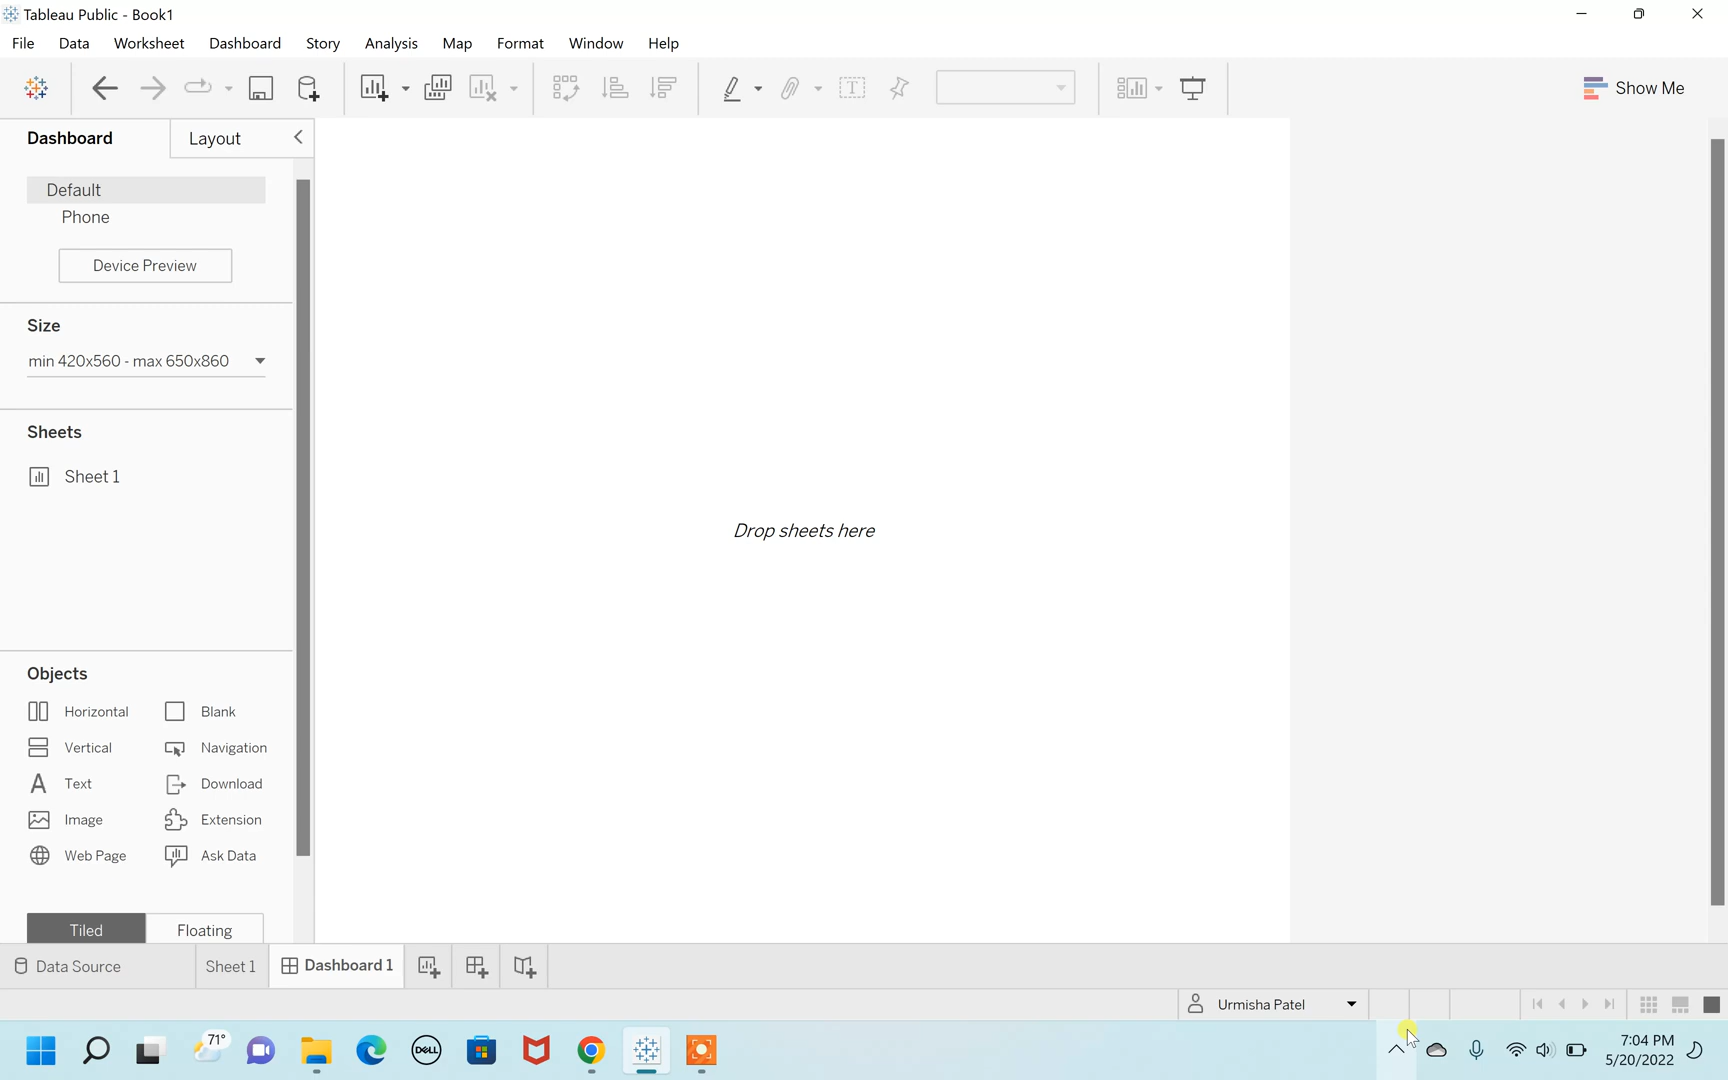 Tableau Public - Book1
File Data Worksheet Dashboard Story Analysis Map Format Window Help
Show Me
Dashboard Layout
Default
Phone
Device Preview
Size
min 420x560 - max 650x860
Sheets
Sheet 1
Drop sheets here
Objects
Horizontal Blank
Vertical Navigation
Text Download
Image Extension
Web Page Ask Data
Tiled Floating
Data Source Sheet 1 Dashboard 1
Urmisha Patel
71°
DELL
7:04 PM
5/20/2022